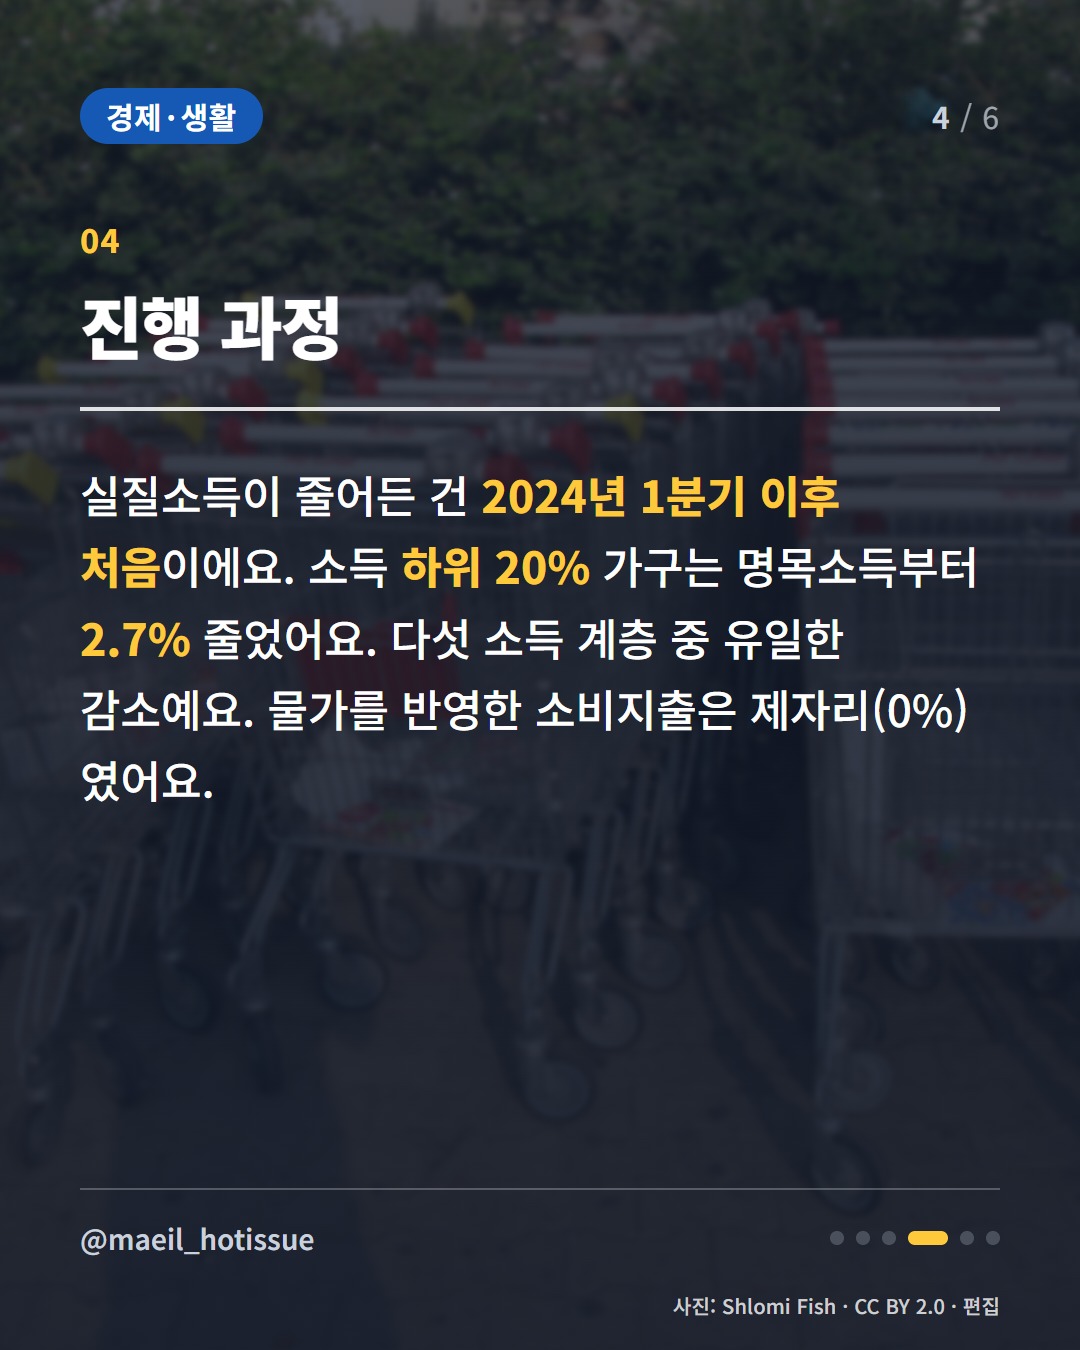 경제·생활
4 / 6
04
진행 과정
실질소득이 줄어든 건 2024년 1분기 이후
처음이에요. 소득 하위 20% 가구는 명목소득부터
2.7% 줄었어요. 다섯 소득 계층 중 유일한
감소예요. 물가를 반영한 소비지출은 제자리(0%)
였어요.
@maeil_hotissue
사진: Shlomi Fish · CC BY 2.0 · 편집